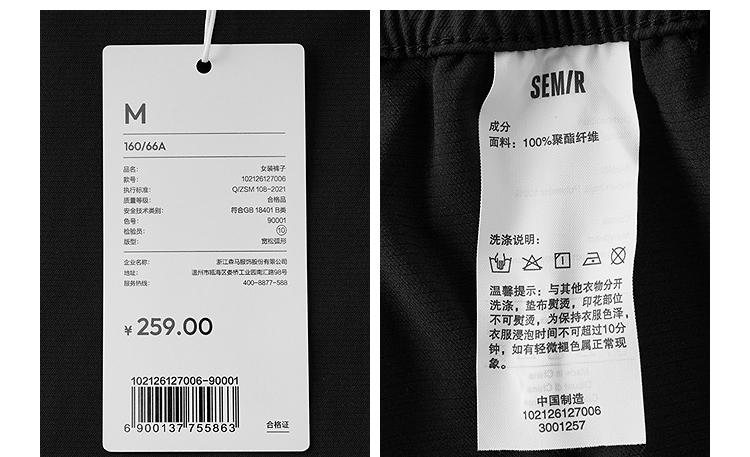 M
160/66A
品名: 女装裤子
款号: 102126127006
执行标准: Q/ZSM 108-2021
质量等级: 合格品
安全技术类别: 符合GB 18401 B类
色号: 90001
检验员: 10
版型: 宽松弧形
企业名称: 浙江森马服饰股份有限公司
地址: 温州市瓯海区娄桥工业园南汇路98号
服务热线: 400-8877-588
¥ 259.00
102126127006-90001
6 900137 755863
合格证
SEMIR
成分
面料：100%聚酯纤维
洗涤说明：
温馨提示：与其他衣物分开
洗涤，垫布熨烫，印花部位
不可熨烫，为保持衣服色泽，
衣服浸泡时间不可超过10分
钟，如有轻微褪色属正常现
象。
中国制造
102126127006
3001257